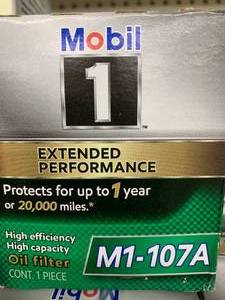 Mobil
1
EXTENDED
PERFORMANCE
Protects for up to 1 year
or 20,000 miles.*
High efficiency
High capacity
Oil filter
CONT. 1 PIECE
M1-107A
Mobil